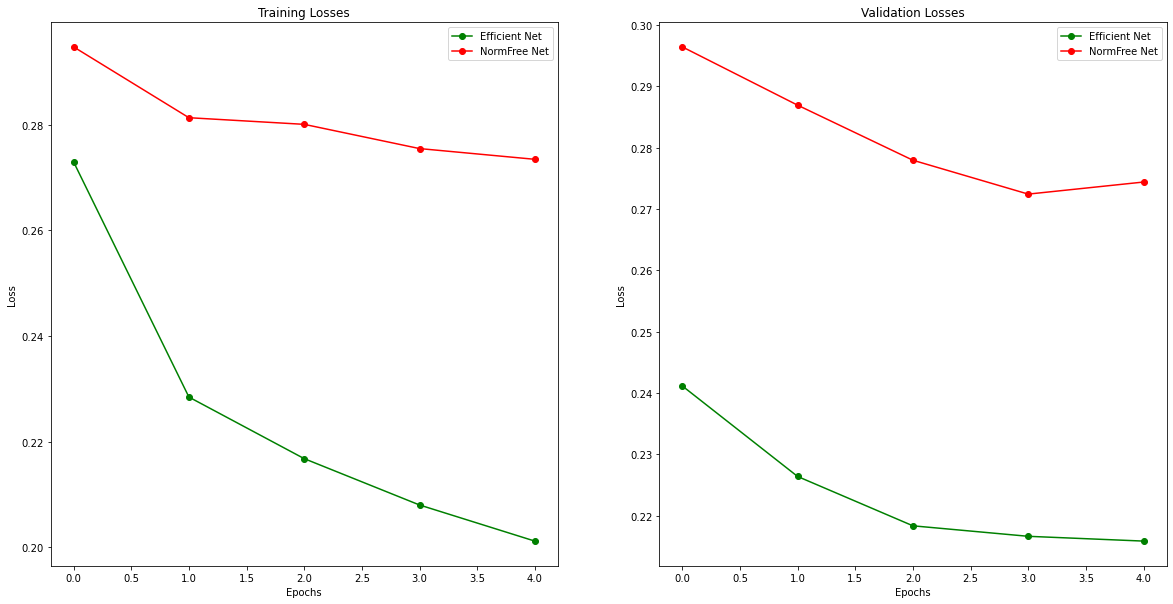 Training Losses
Efficient Net
NormFree Net
Loss
0.28
0.26
0.24
0.22
0.20
0.0 0.5 1.0 1.5 2.0 2.5 3.0 3.5 4.0
Epochs
Validation Losses
Efficient Net
NormFree Net
Loss
0.30
0.29
0.28
0.27
0.26
0.25
0.24
0.23
0.22
0.0 0.5 1.0 1.5 2.0 2.5 3.0 3.5 4.0
Epochs